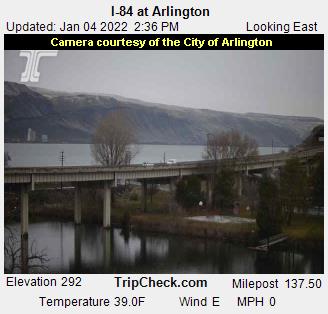 I-84 at Arlington
Updated: Jan 04 2022 2:36 PM Looking East
Camera courtesy of the City of Arlington
Elevation 292 TripCheck.com Milepost 137.50
Temperature 39.0F Wind E MPH 0